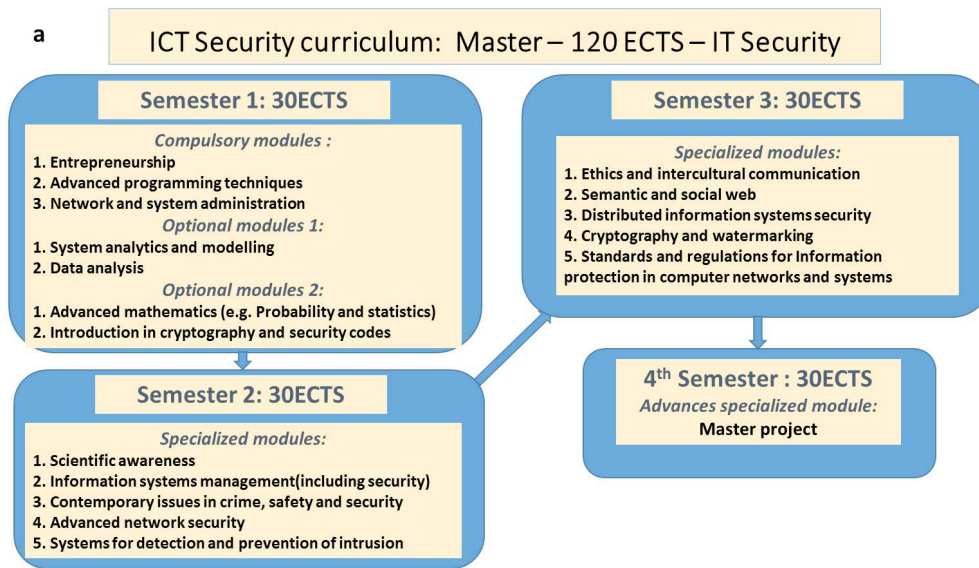 a
ICT Security curriculum: Master – 120 ECTS – IT Security
Semester 1: 30ECTS
Compulsory modules :
1. Entrepreneurship
2. Advanced programming techniques
3. Network and system administration
Optional modules 1:
1. System analytics and modelling
2. Data analysis
Optional modules 2:
1. Advanced mathematics (e.g. Probability and statistics)
2. Introduction in cryptography and security codes
Semester 2: 30ECTS
Specialized modules:
1. Scientific awareness
2. Information systems management(including security)
3. Contemporary issues in crime, safety and security
4. Advanced network security
5. Systems for detection and prevention of intrusion
Semester 3: 30ECTS
Specialized modules:
1. Ethics and intercultural communication
2. Semantic and social web
3. Distributed information systems security
4. Cryptography and watermarking
5. Standards and regulations for Information
protection in computer networks and systems
4th Semester : 30ECTS
Advances specialized module:
Master project